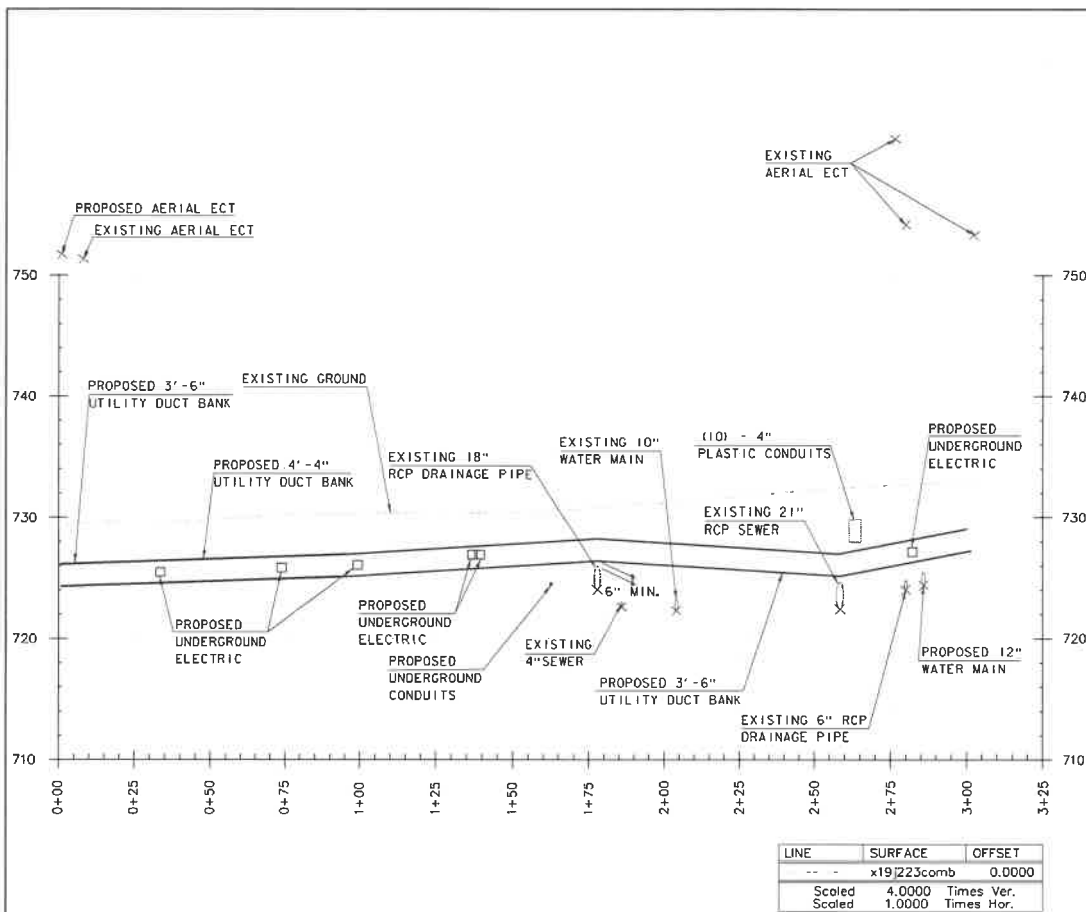 EXISTING
AERIAL ECT
PROPOSED AERIAL ECT
EXISTING AERIAL ECT
750
750
PROPOSED 3'-6"
UTILITY DUCT BANK
EXISTING GROUND
740
740
PROPOSED 4'-4"
UTILITY DUCT BANK
EXISTING 18"
RCP DRAINAGE PIPE
EXISTING 10"
WATER MAIN
(10) - 4"
PLASTIC CONDUITS
PROPOSED
UNDERGROUND
ELECTRIC
EXISTING 21"
RCP SEWER
730
730
6" MIN.
PROPOSED
UNDERGROUND
ELECTRIC
PROPOSED
UNDERGROUND
ELECTRIC
PROPOSED
UNDERGROUND
CONDUITS
EXISTING
4"SEWER
PROPOSED 3'-6"
UTILITY DUCT BANK
EXISTING 6" RCP
DRAINAGE PIPE
PROPOSED 12"
WATER MAIN
720
720
710
710
0+00
0+25
0+50
0+75
1+00
1+25
1+50
1+75
2+00
2+25
2+50
2+75
3+00
3+25
LINE SURFACE OFFSET
x19j223comb 0.0000
Scaled 4.0000 Times Ver.
Scaled 1.0000 Times Hor.